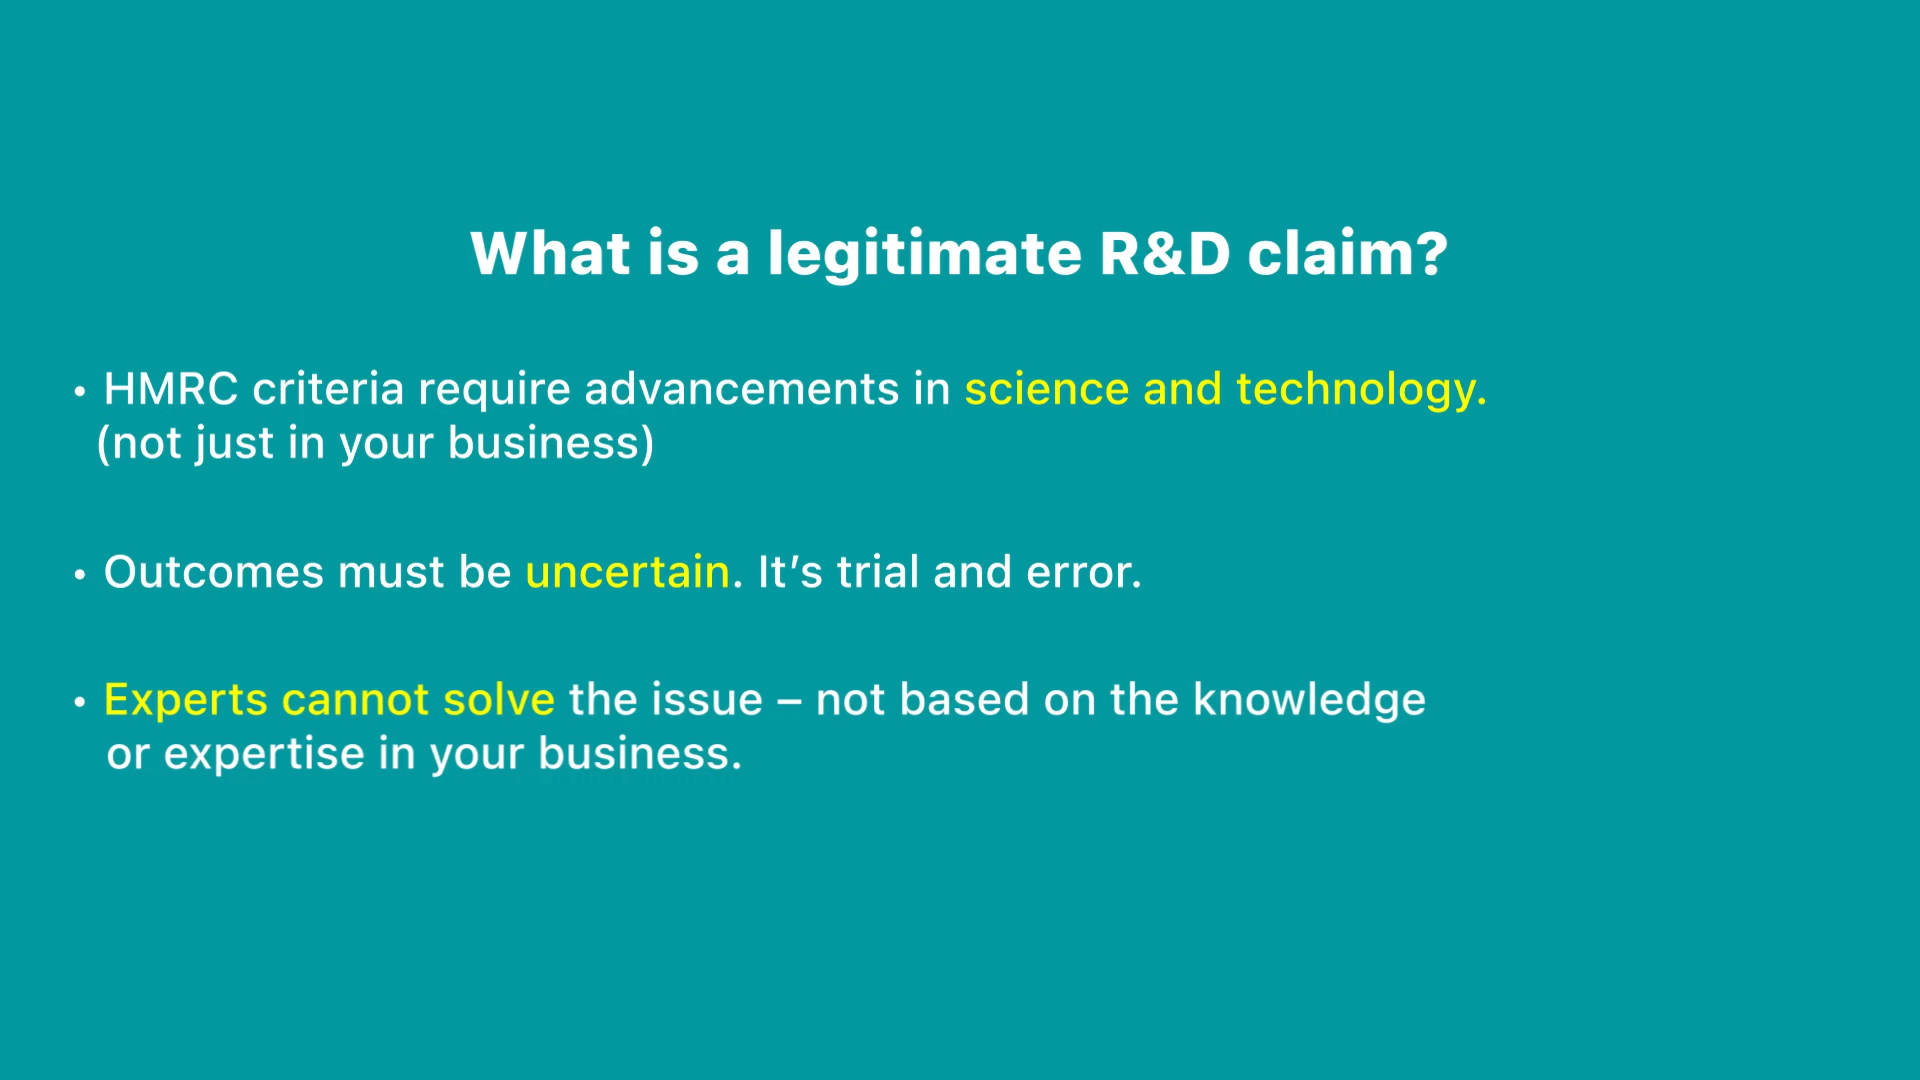 What is a legitimate R&D claim?
• HMRC criteria require advancements in science and technology.
(not just in your business)
• Outcomes must be uncertain. It’s trial and error.
• Experts cannot solve the issue – not based on the knowledge
or expertise in your business.